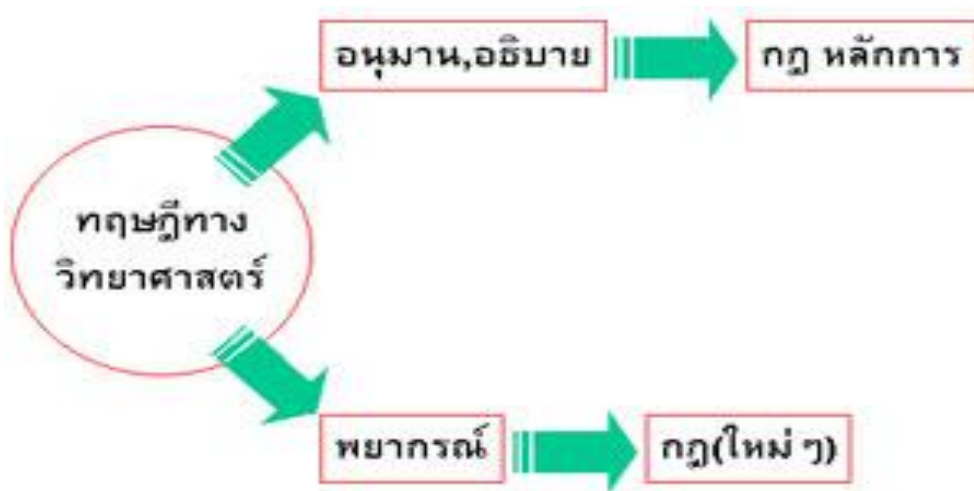 อนุมาน,อธิบาย
กฎ หลักการ
ทฤษฎีทาง
วิทยาศาสตร์
พยากรณ์
กฎ(ใหม่ ๆ)